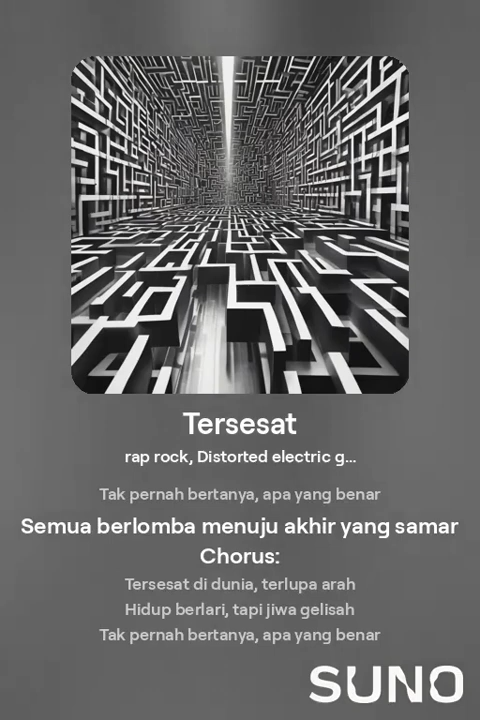 Tersesat
rap rock, Distorted electric g...
Tak pernah bertanya, apa yang benar
Semua berlomba menuju akhir yang samar
Chorus:
Tersesat di dunia, terlupa arah
Hidup berlari, tapi jiwa gelisah
Tak pernah bertanya, apa yang benar
SUNO